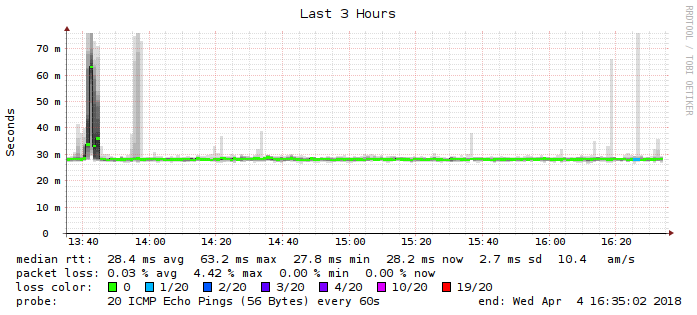 Last 3 Hours
RRDTOOL / TOBI OETIKER
Seconds
70 m
60 m
50 m
40 m
30 m
20 m
10 m
0
13:40 14:00 14:20 14:40 15:00 15:20 15:40 16:00 16:20
median rtt: 28.4 ms avg 63.2 ms max 27.8 ms min 28.2 ms now 2.7 ms sd 10.4 am/s
packet loss: 0.03 % avg 4.42 % max 0.00 % min 0.00 % now
loss color: 0 1/20 2/20 3/20 4/20 10/20 19/20
probe: 20 ICMP Echo Pings (56 Bytes) every 60s end: Wed Apr 4 16:35:02 2018